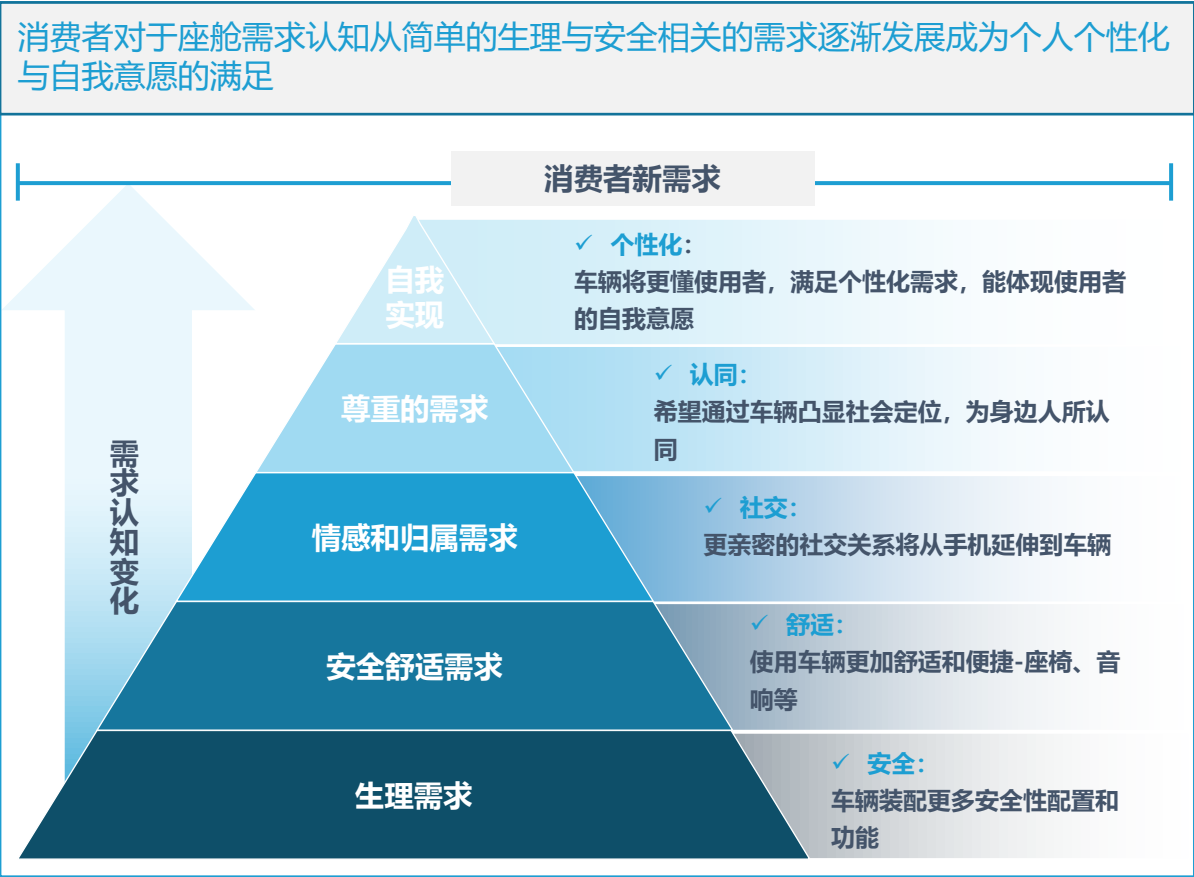 消费者对于座舱需求认知从简单的生理与安全相关的需求逐渐发展成为个人个性化
与自我意愿的满足
消费者新需求
需求认知变化
自我
实现
✓ 个性化：
车辆将更懂使用者，满足个性化需求，能体现使用者
的自我意愿
尊重的需求
✓ 认同：
希望通过车辆凸显社会定位，为身边人所认
同
情感和归属需求
✓ 社交：
更亲密的社交关系将从手机延伸到车辆
安全舒适需求
✓ 舒适：
使用车辆更加舒适和便捷-座椅、音
响等
生理需求
✓ 安全：
车辆装配更多安全性配置和
功能